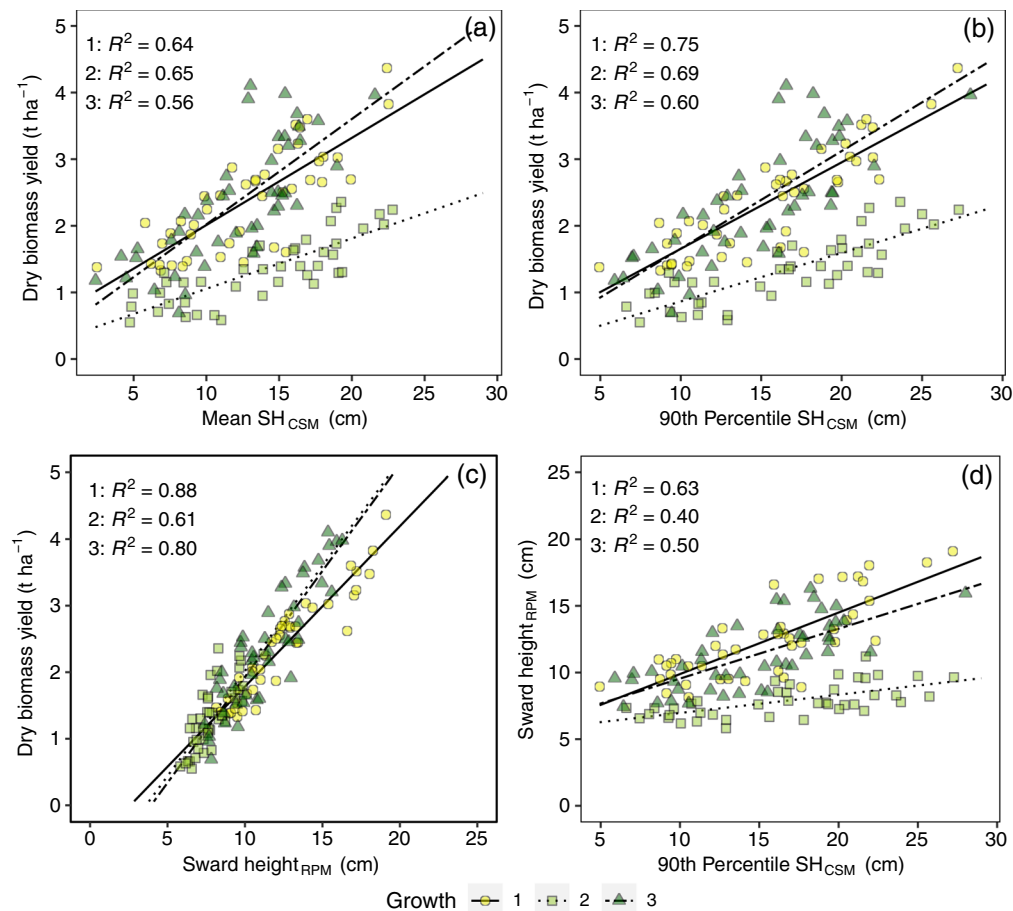 (a)
1: R² = 0.64
2: R² = 0.65
3: R² = 0.56
Dry biomass yield (t ha⁻¹)
5
4
3
2
1
0
5 10 15 20 25 30
Mean SH_CSM (cm)
(b)
1: R² = 0.75
2: R² = 0.69
3: R² = 0.60
Dry biomass yield (t ha⁻¹)
5
4
3
2
1
0
5 10 15 20 25 30
90th Percentile SH_CSM (cm)
(c)
1: R² = 0.88
2: R² = 0.61
3: R² = 0.80
Dry biomass yield (t ha⁻¹)
5
4
3
2
1
0
0 5 10 15 20 25
Sward height_RPM (cm)
(d)
1: R² = 0.63
2: R² = 0.40
3: R² = 0.50
Sward height_RPM (cm)
25
20
15
10
5
0
5 10 15 20 25 30
90th Percentile SH_CSM (cm)
Growth 1 2 3